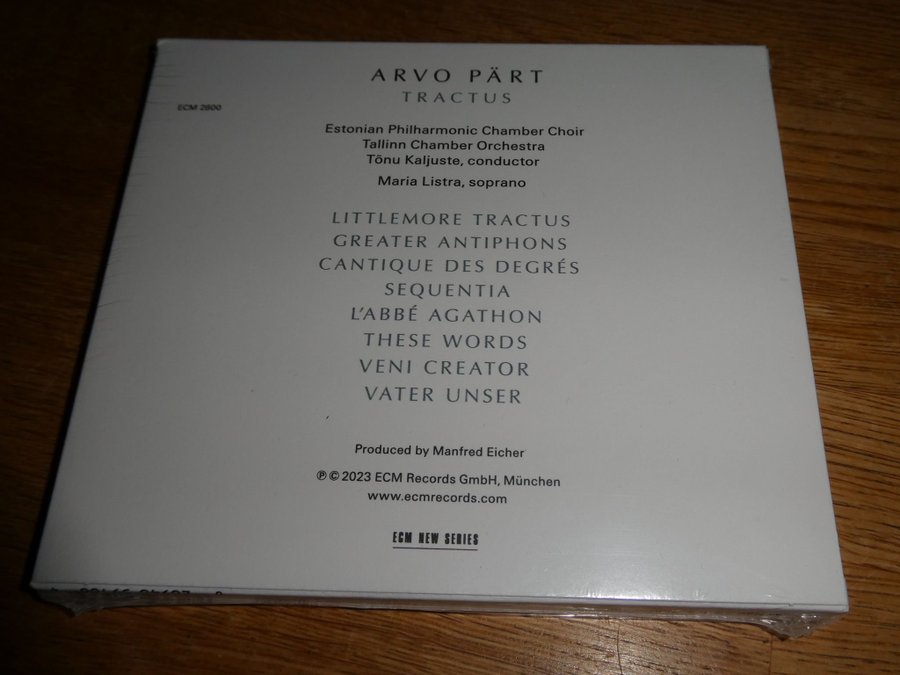 ARVO PÄRT
TRACTUS
ECM 2800
Estonian Philharmonic Chamber Choir
Tallinn Chamber Orchestra
Tõnu Kaljuste, conductor
Maria Listra, soprano
LITTLEMORE TRACTUS
GREATER ANTIPHONS
CANTIQUE DES DEGRÉS
SEQUENTIA
L'ABBÉ AGATHON
THESE WORDS
VENI CREATOR
VATER UNSER
Produced by Manfred Eicher
℗ © 2023 ECM Records GmbH, München
www.ecmrecords.com
ECM NEW SERIES